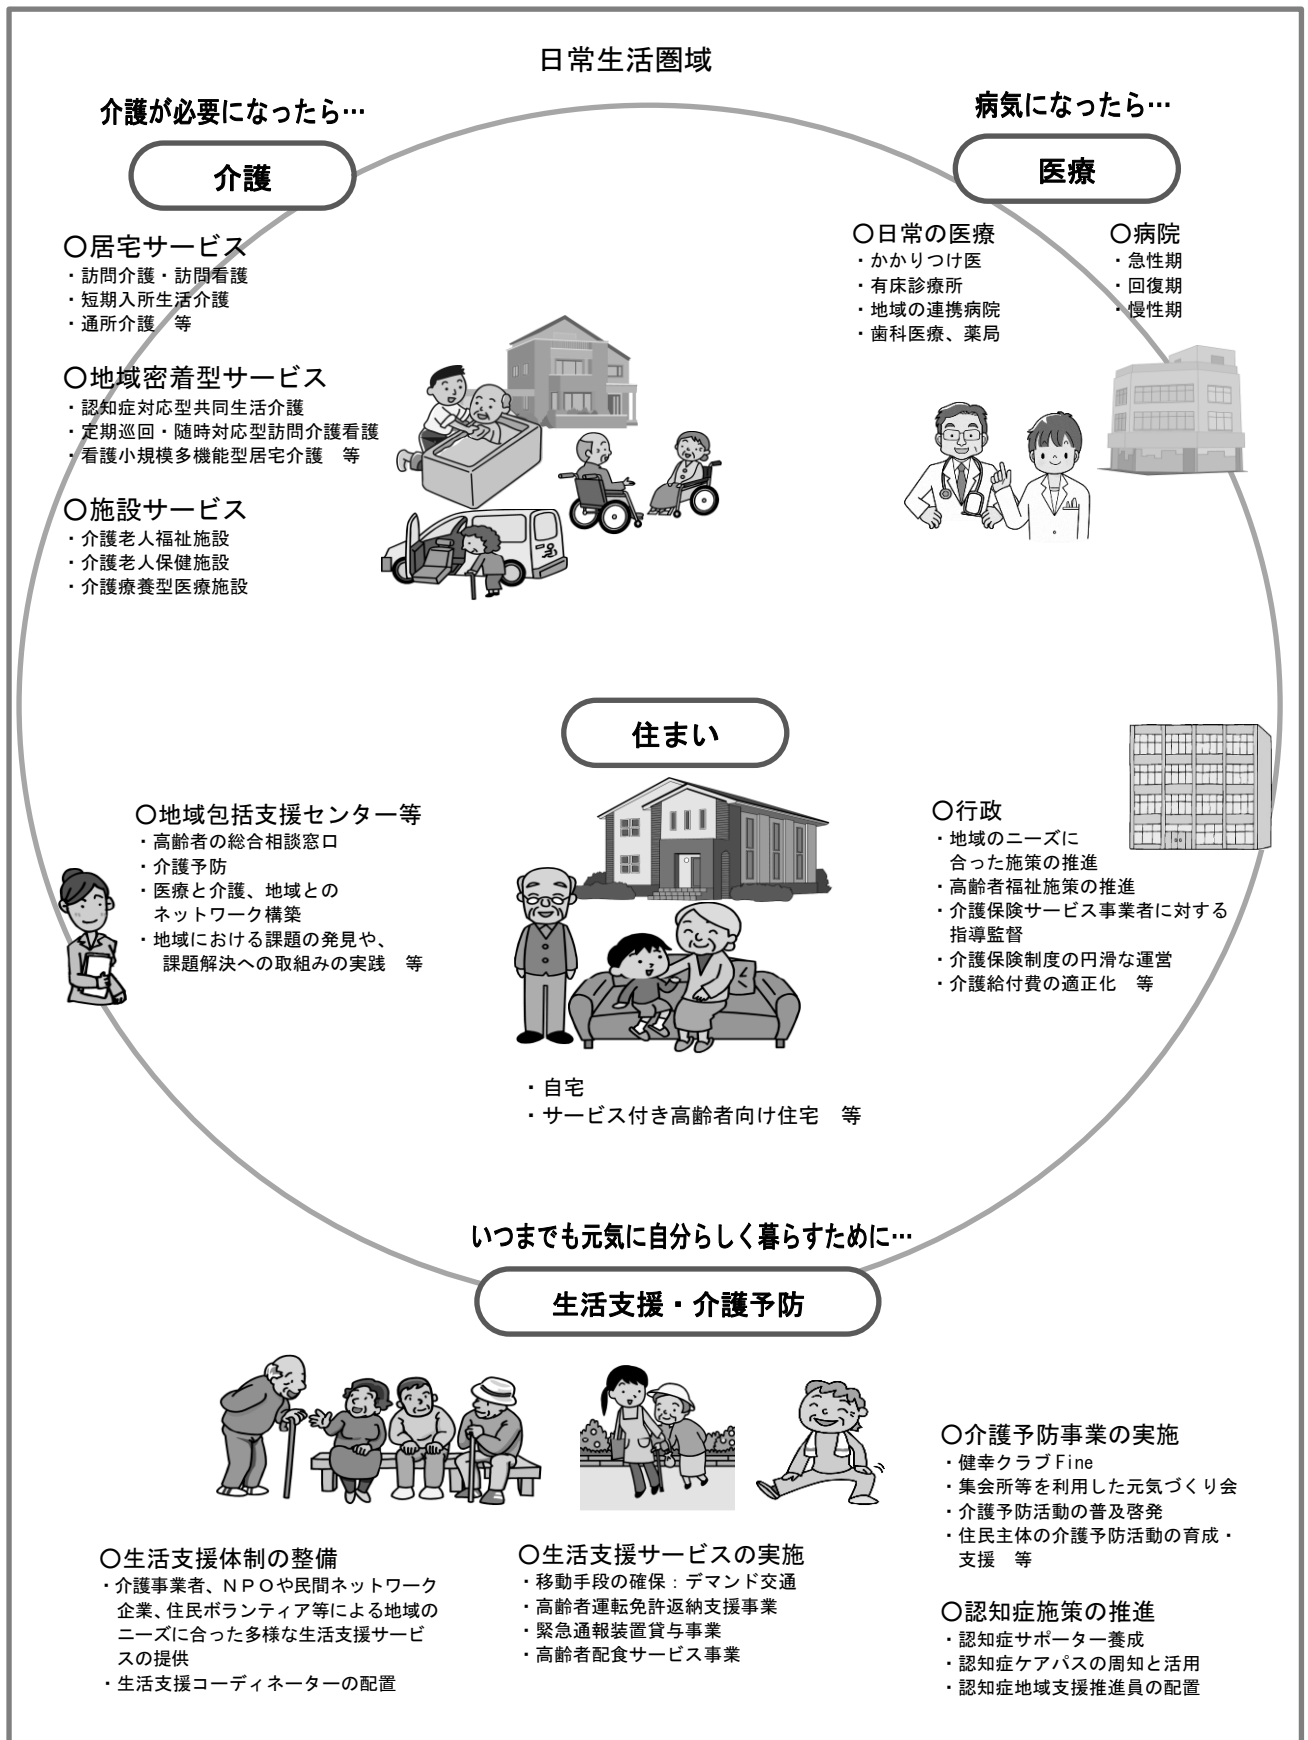 日常生活圏域
介護が必要になったら…
介護
〇居宅サービス
・訪問介護・訪問看護
・短期入所生活介護
・通所介護　等
〇地域密着型サービス
・認知症対応型共同生活介護
・定期巡回・随時対応型訪問介護看護
・看護小規模多機能型居宅介護　等
〇施設サービス
・介護老人福祉施設
・介護老人保健施設
・介護療養型医療施設
病気になったら…
医療
〇日常の医療
・かかりつけ医
・有床診療所
・地域の連携病院
・歯科医療、薬局
〇病院
・急性期
・回復期
・慢性期
住まい
・自宅
・サービス付き高齢者向け住宅　等
〇地域包括支援センター等
・高齢者の総合相談窓口
・介護予防
・医療と介護、地域との
ネットワーク構築
・地域における課題の発見や、
課題解決への取組みの実践　等
〇行政
・地域のニーズに
合った施策の推進
・高齢者福祉施策の推進
・介護保険サービス事業者に対する
指導監督
・介護保険制度の円滑な運営
・介護給付費の適正化　等
いつまでも元気に自分らしく暮らすために…
生活支援・介護予防
〇生活支援体制の整備
・介護事業者、ＮＰＯや民間ネットワーク
企業、住民ボランティア等による地域の
ニーズに合った多様な生活支援サービ
スの提供
・生活支援コーディネーターの配置
〇生活支援サービスの実施
・移動手段の確保：デマンド交通
・高齢者運転免許返納支援事業
・緊急通報装置貸与事業
・高齢者配食サービス事業
〇介護予防事業の実施
・健幸クラブFine
・集会所等を利用した元気づくり会
・介護予防活動の普及啓発
・住民主体の介護予防活動の育成・
支援　等
〇認知症施策の推進
・認知症サポーター養成
・認知症ケアパスの周知と活用
・認知症地域支援推進員の配置